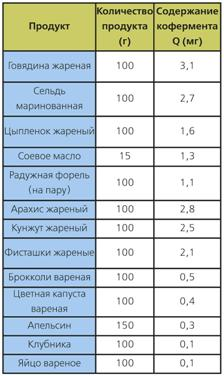 Продукт Количество продукта (г) Содержание кофермента Q (мг)
Говядина жареная 100 3,1
Сельдь маринованная 100 2,7
Цыпленок жареный 100 1,6
Соевое масло 15 1,3
Радужная форель (на пару) 100 1,1
Арахис жареный 100 2,8
Кунжут жареный 100 2,5
Фисташки жареные 100 2,1
Брокколи вареная 100 0,5
Цветная капуста вареная 100 0,4
Апельсин 150 0,3
Клубника 100 0,1
Яйцо вареное 100 0,1